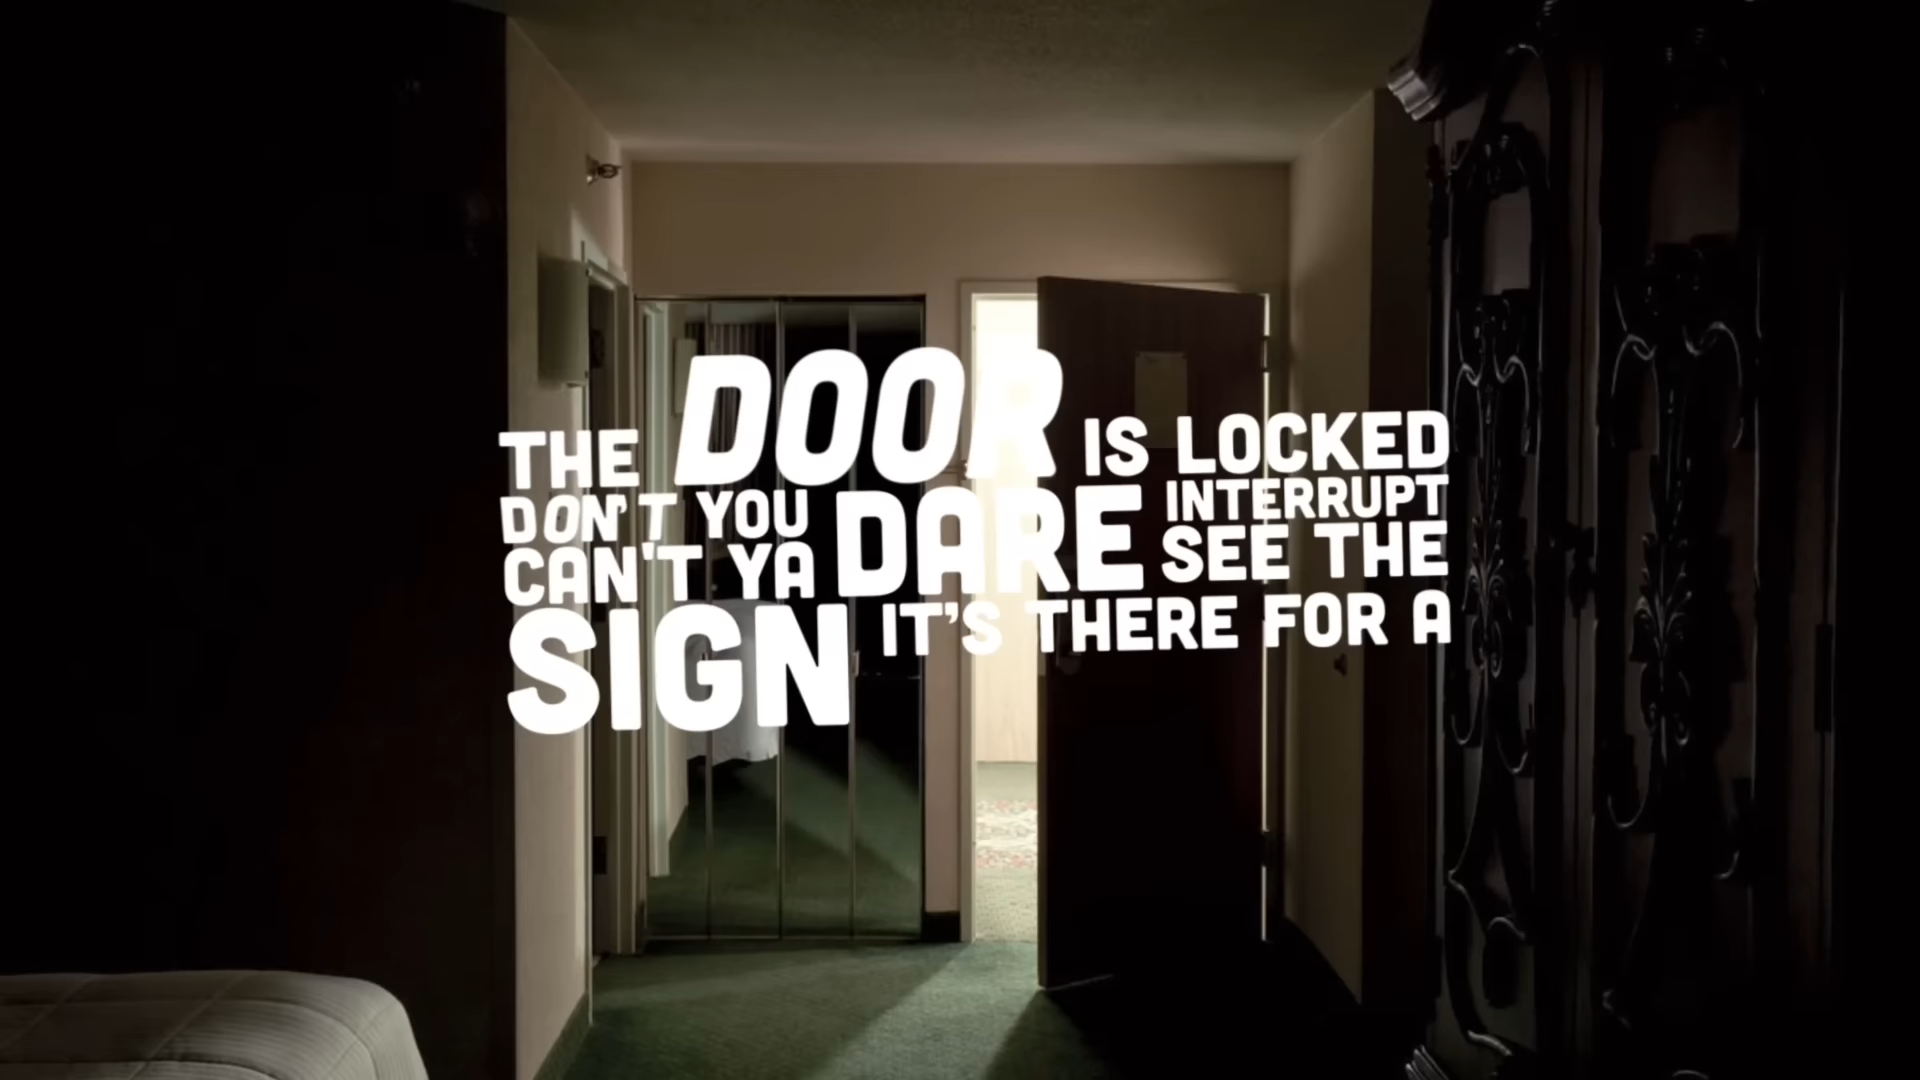 THE DOOR IS LOCKED
DON'T YOU DARE INTERRUPT
CAN'T YA SEE THE
SIGN IT'S THERE FOR A